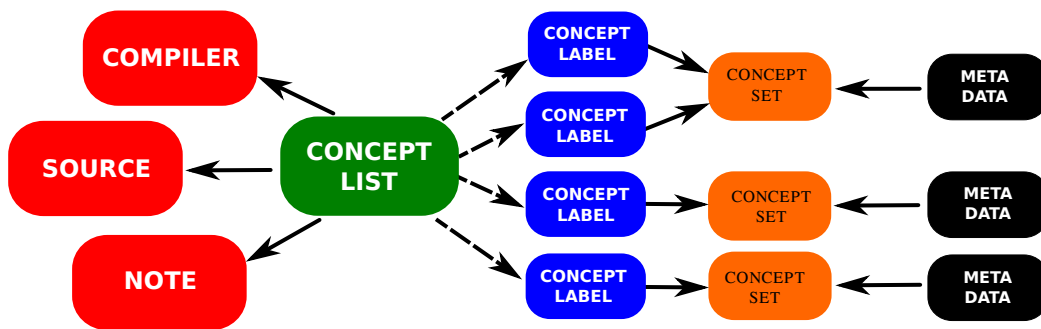 COMPILER
SOURCE
NOTE
CONCEPT
LIST
CONCEPT
LABEL
CONCEPT
LABEL
CONCEPT
LABEL
CONCEPT
LABEL
CONCEPT
SET
CONCEPT
SET
CONCEPT
SET
META
DATA
META
DATA
META
DATA